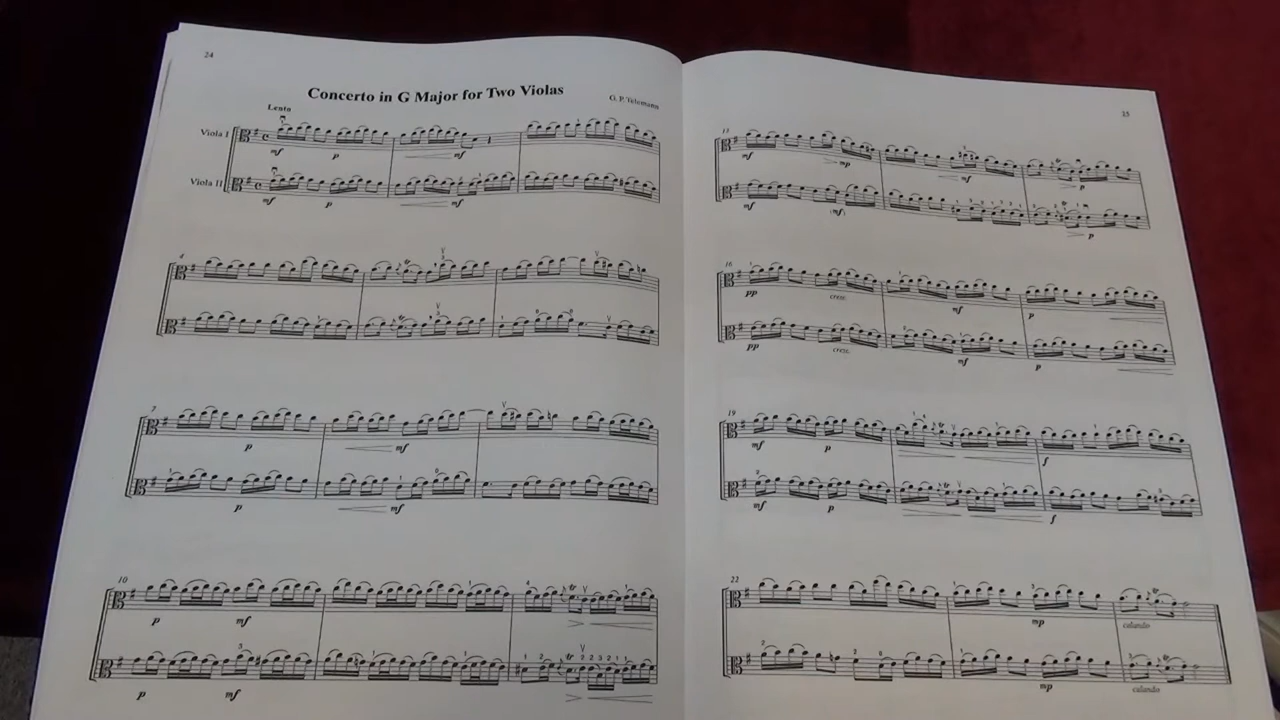 24
Concerto in G Major for Two Violas
G. P. Telemann
Lento
Viola I
mf p mf
Viola II
mf p mf
4
7
p mf
p mf
10
p mf
p mf
25
13
mf mp mf p
mf (mf) p
16
pp cresc. mf p
pp cresc. mf p
19
mf p f
mf p f
22
mp calando
mp calando